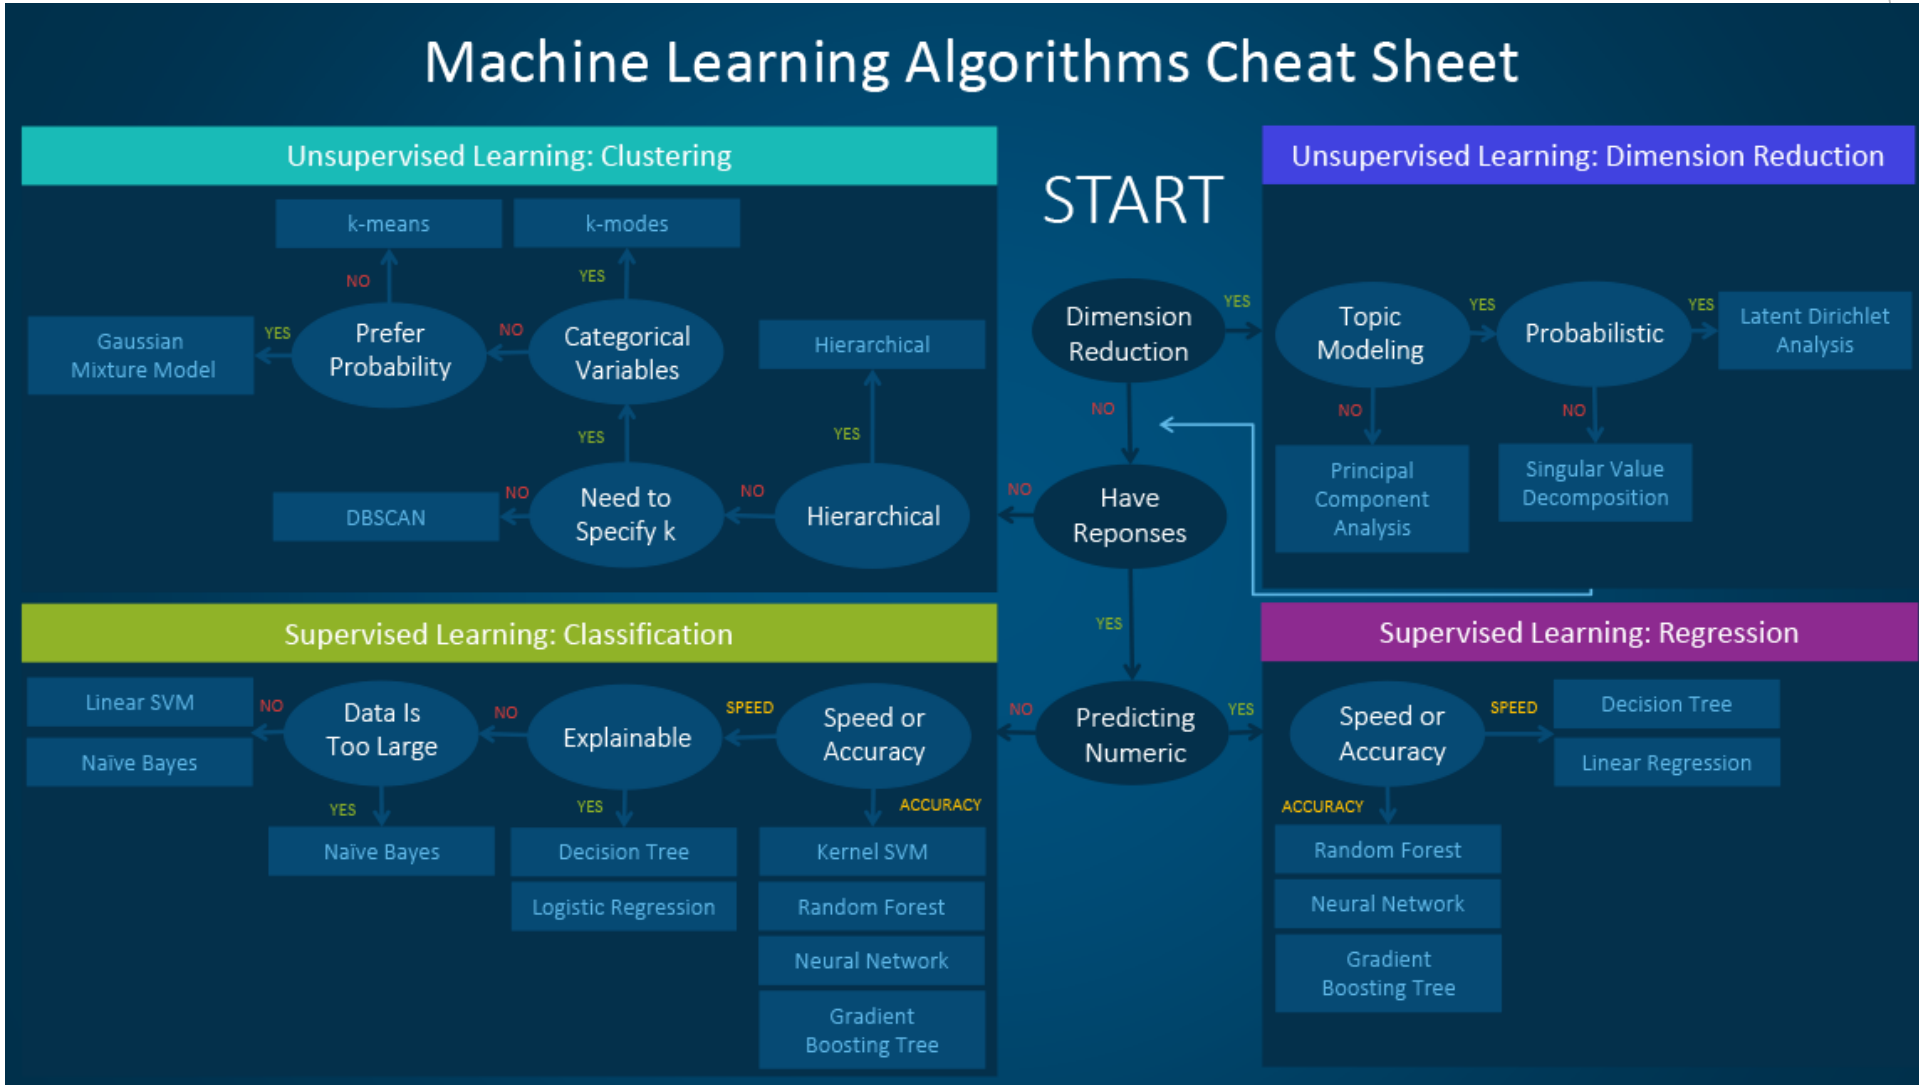 Machine Learning Algorithms Cheat Sheet
Unsupervised Learning: Clustering
k-means
k-modes
NO
YES
Gaussian
Mixture Model
YES
Prefer
Probability
NO
Categorical
Variables
Hierarchical
YES
YES
DBSCAN
NO
Need to
Specify k
NO
Hierarchical
START
Dimension
Reduction
YES
NO
NO
Have
Reponses
YES
NO
Predicting
Numeric
YES
Unsupervised Learning: Dimension Reduction
Topic
Modeling
YES
Probabilistic
YES
Latent Dirichlet
Analysis
NO
NO
Principal
Component
Analysis
Singular Value
Decomposition
Supervised Learning: Classification
Linear SVM
Naïve Bayes
NO
Data Is
Too Large
NO
Explainable
SPEED
Speed or
Accuracy
YES
YES
ACCURACY
Naïve Bayes
Decision Tree
Logistic Regression
Kernel SVM
Random Forest
Neural Network
Gradient
Boosting Tree
Supervised Learning: Regression
Speed or
Accuracy
SPEED
Decision Tree
Linear Regression
ACCURACY
Random Forest
Neural Network
Gradient
Boosting Tree